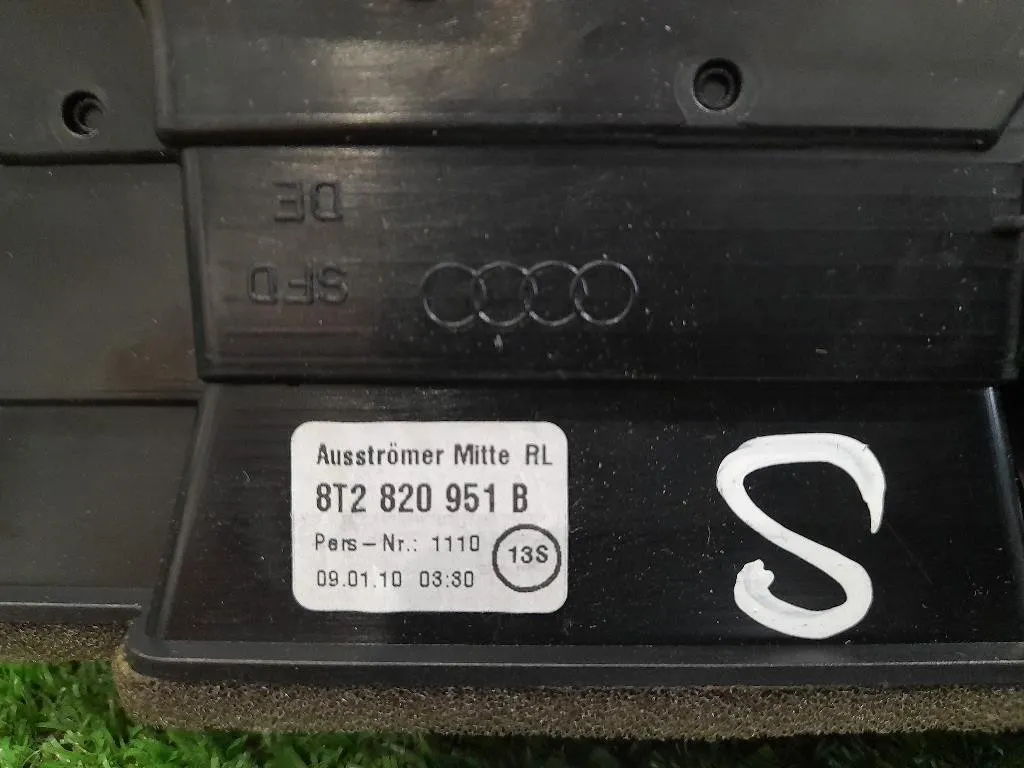 DE
SFD
Ausströmer Mitte RL
8T2 820 951 B
Pers-Nr.: 1110
13S
09.01.10 03:30
S